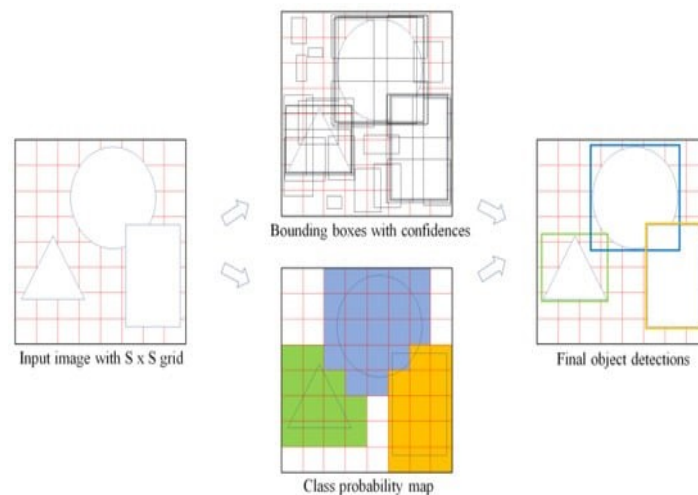 Bounding boxes with confidences
Input image with S x S grid
Final object detections
Class probability map